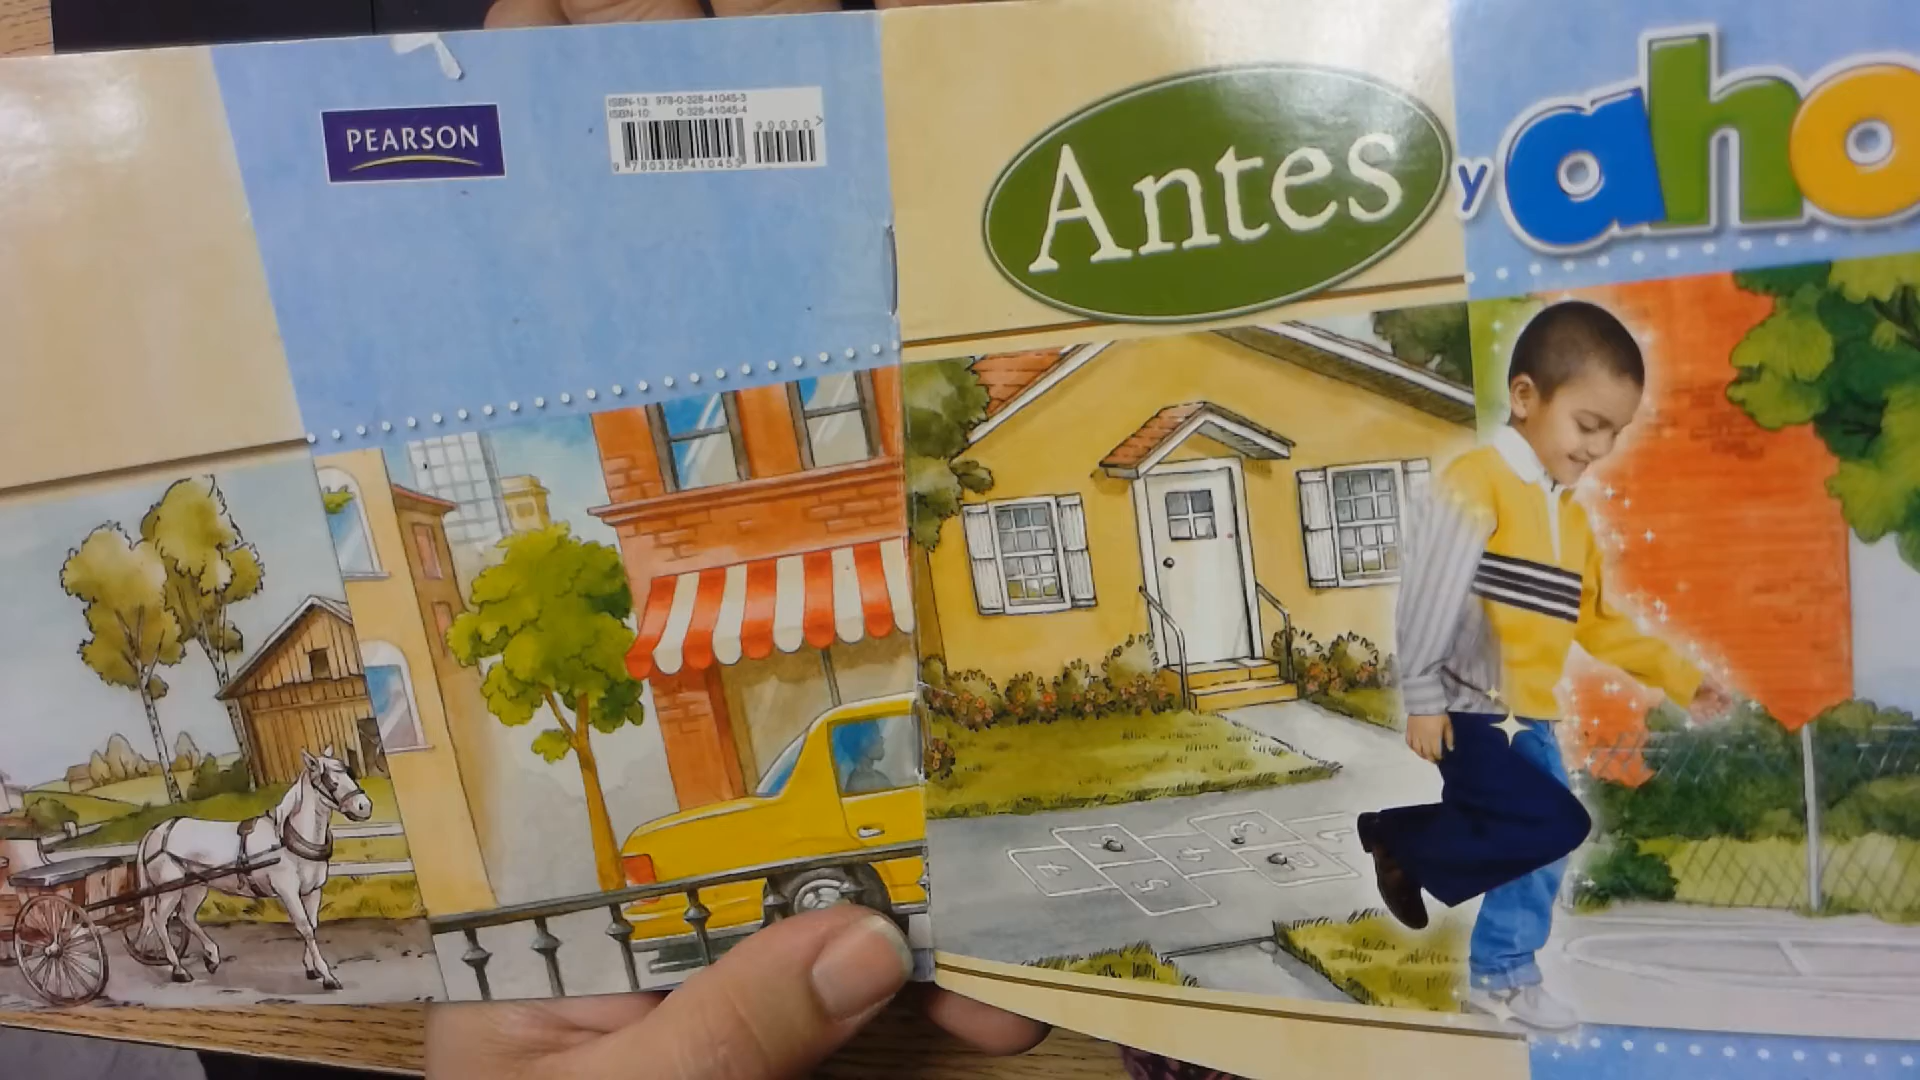 PEARSON
ISBN-13: 978-0-328-41045-3
ISBN-10: 0-328-41045-4
90000>
9 780328 410453
Antes
y aho